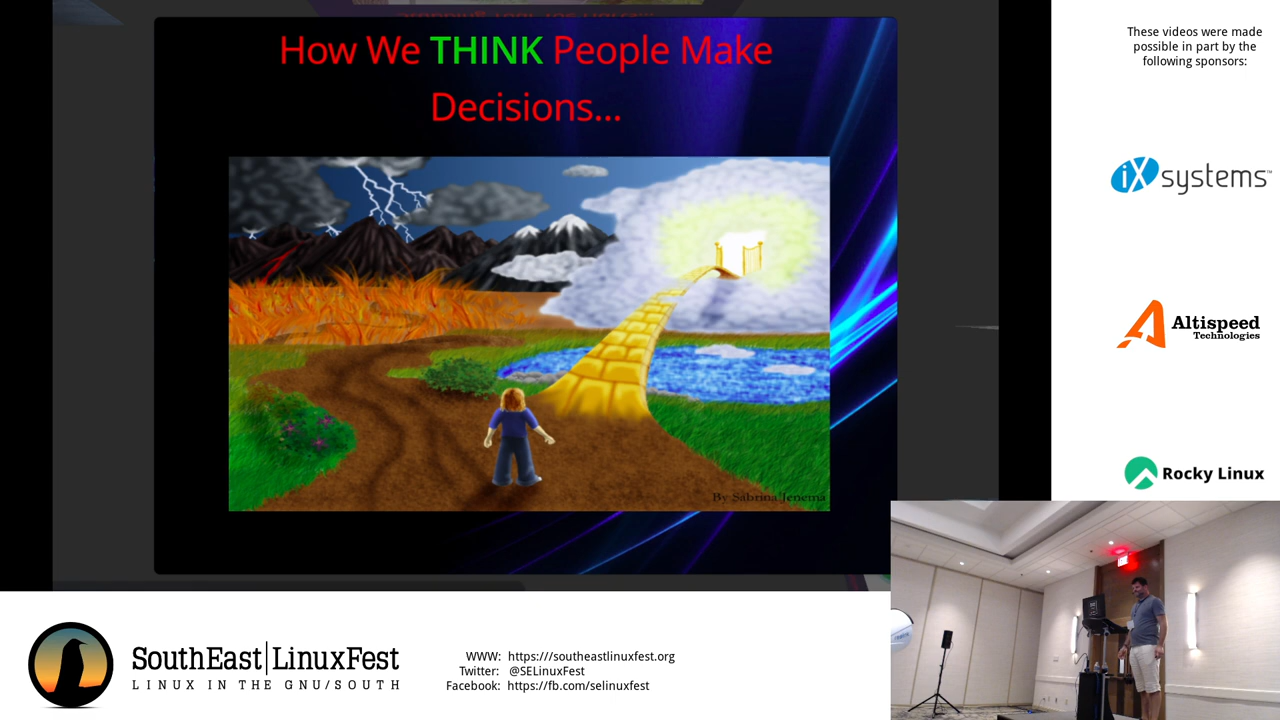 How We THINK People Make
Decisions...
By Sabrina Jenema
These videos were made
possible in part by the
following sponsors:
iXsystems™
Altispeed
Technologies
Rocky Linux
SouthEast|LinuxFest
LINUX IN THE GNU/SOUTH
WWW: https:///southeastlinuxfest.org
Twitter: @SELinuxFest
Facebook: https://fb.com/selinuxfest